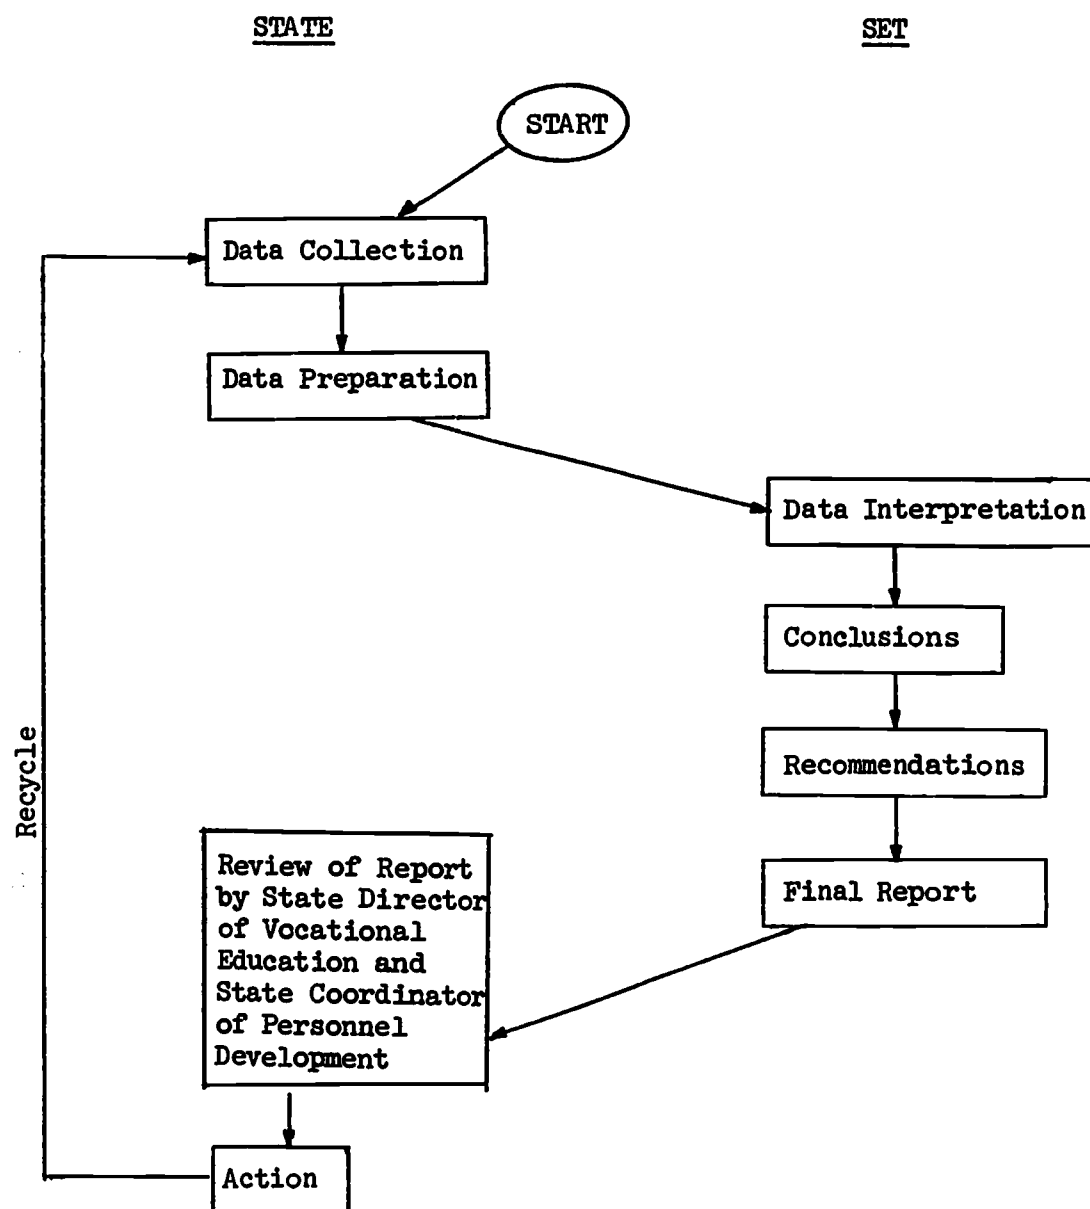 STATE
SET
START
Data Collection
Data Preparation
Data Interpretation
Conclusions
Recommendations
Final Report
Review of Report
by State Director
of Vocational
Education and
State Coordinator
of Personnel
Development
Action
Recycle